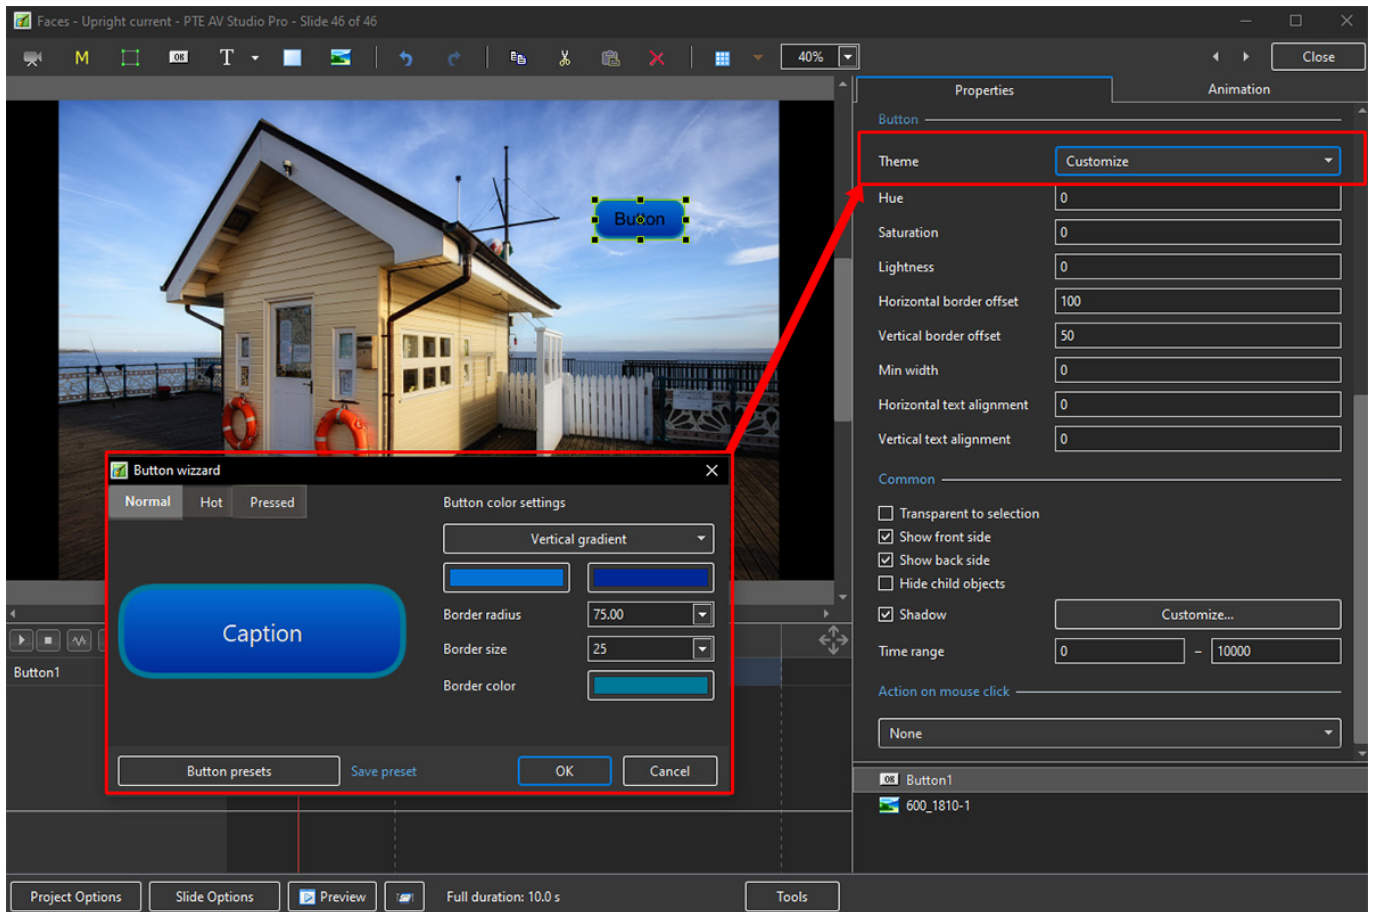 Faces - Upright current - PTE AV Studio Pro - Slide 46 of 46
M
OK
T
40%
Close
Properties
Animation
Button
Theme
Customize
Hue
0
Saturation
0
Lightness
0
Horizontal border offset
100
Vertical border offset
50
Min width
0
Horizontal text alignment
0
Vertical text alignment
0
Common
Transparent to selection
Show front side
Show back side
Hide child objects
Shadow
Customize...
Time range
0
–
10000
Action on mouse click
None
OK
Button1
600_1810-1
Button
Button wizzard
Normal
Hot
Pressed
Button color settings
Vertical gradient
Border radius
75.00
Border size
25
Border color
Caption
Button presets
Save preset
OK
Cancel
Button1
Project Options
Slide Options
Preview
Full duration: 10.0 s
Tools